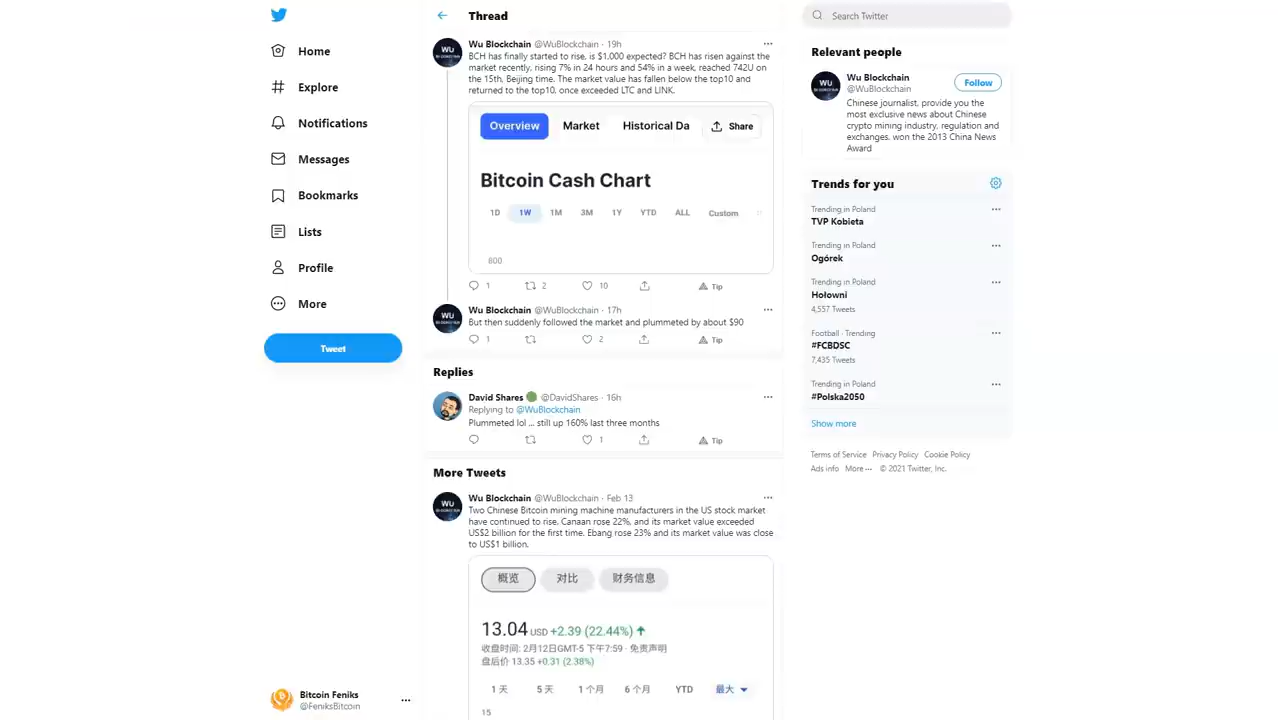 Home
Explore
Notifications
Messages
Bookmarks
Lists
Profile
More
Tweet
Bitcoin Feniks
@FeniksBitcoin
Thread
Wu Blockchain @WuBlockchain · 19h
BCH has finally started to rise, is $1,000 expected? BCH has risen against the
market recently, rising 7% in 24 hours and 54% in a week, reached 742U on
the 15th, Beijing time. The market value has fallen below the top10 and
returned to the top10, once exceeded LTC and LINK.
Overview Market Historical Da Share
Bitcoin Cash Chart
1D 1W 1M 3M 1Y YTD ALL Custom
800
1 2 10 Tip
Wu Blockchain @WuBlockchain · 17h
But then suddenly followed the market and plummeted by about $90
1 2 Tip
Replies
David Shares @DavidShares · 16h
Replying to @WuBlockchain
Plummeted lol ... still up 160% last three months
1 Tip
More Tweets
Wu Blockchain @WuBlockchain · Feb 13
Two Chinese Bitcoin mining machine manufacturers in the US stock market
have continued to rise. Canaan rose 22%, and its market value exceeded
US$2 billion for the first time. Ebang rose 23% and its market value was close
to US$1 billion.
概览 对比 财务信息
13.04 USD +2.39 (22.44%)
收盘时间: 2月12日GMT-5 下午7:59 · 免责声明
盘后价 13.35 +0.31 (2.38%)
1 天 5 天 1 个月 6 个月 YTD 最大
15
Search Twitter
Relevant people
Wu Blockchain
@WuBlockchain
Follow
Chinese journalist, provide you the
most exclusive news about Chinese
crypto mining industry, regulation and
exchanges. won the 2013 China News
Award
Trends for you
Trending in Poland
TVP Kobieta
Trending in Poland
Ogórek
Trending in Poland
Hołowni
4,557 Tweets
Football · Trending
#FCBDSC
7,435 Tweets
Trending in Poland
#Polska2050
Show more
Terms of Service Privacy Policy Cookie Policy
Ads info More ··· © 2021 Twitter, Inc.